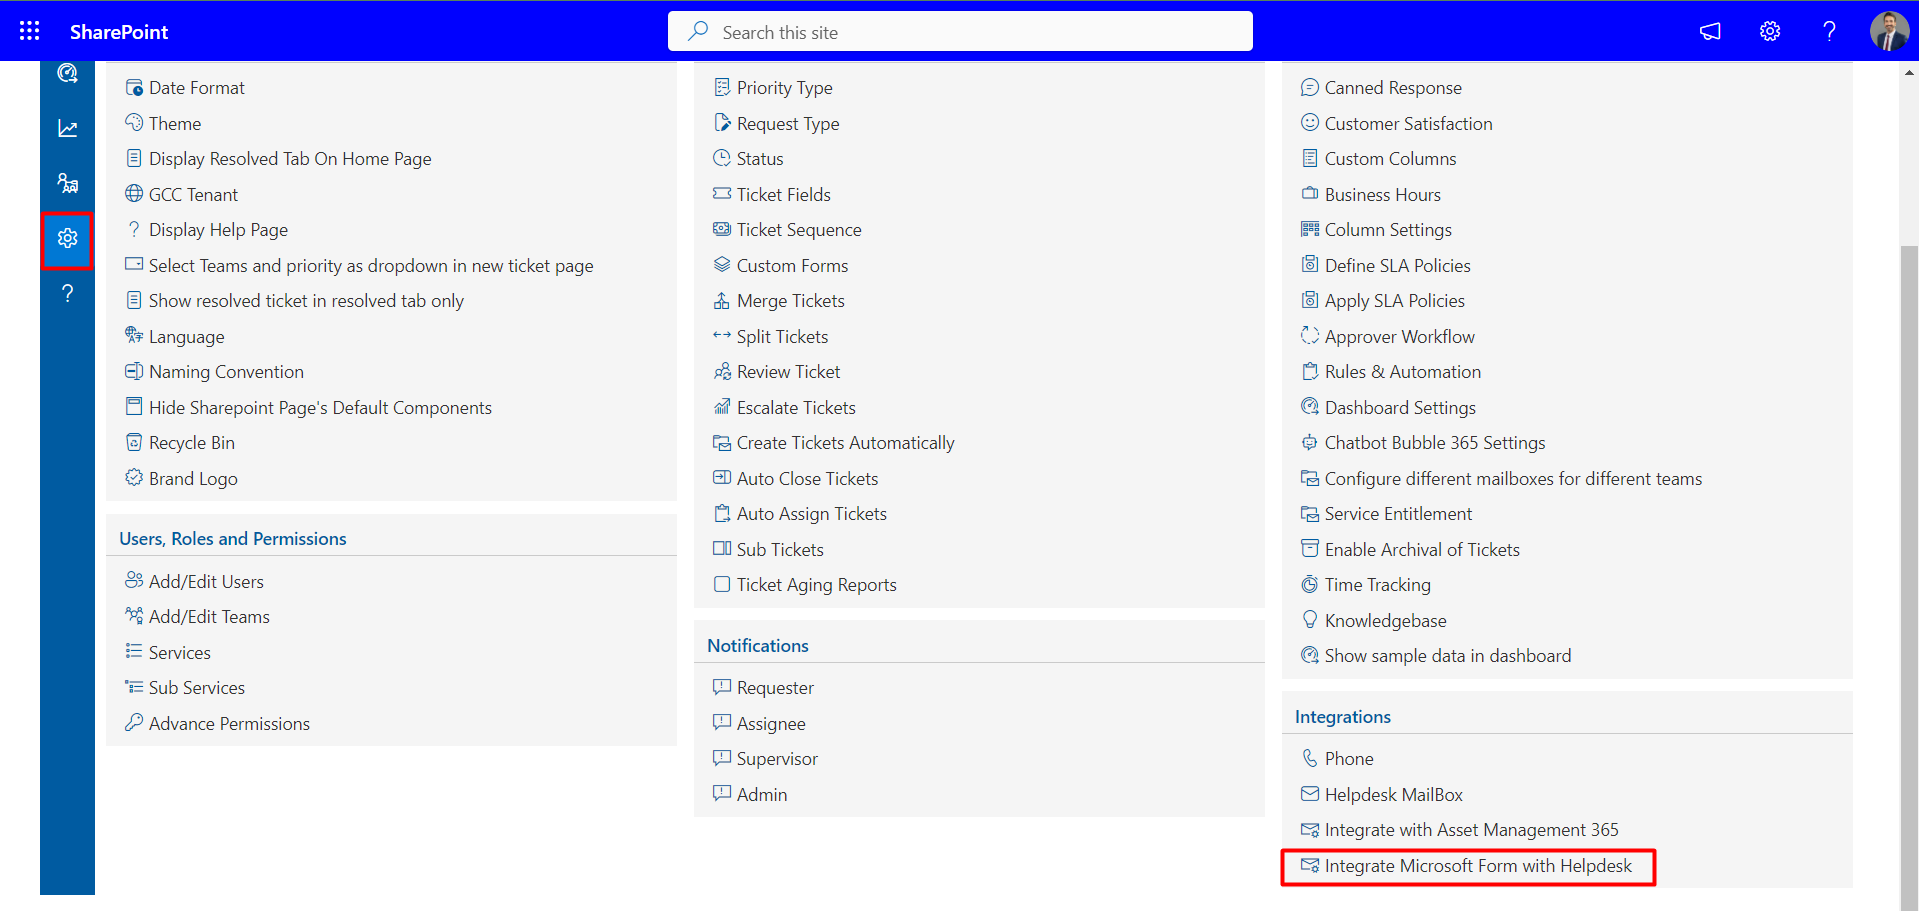 SharePoint
Search this site
?
Date Format
Theme
Display Resolved Tab On Home Page
GCC Tenant
? Display Help Page
Select Teams and priority as dropdown in new ticket page
Show resolved ticket in resolved tab only
Language
Naming Convention
Hide Sharepoint Page's Default Components
Recycle Bin
Brand Logo
Users, Roles and Permissions
Add/Edit Users
Add/Edit Teams
Services
Sub Services
Advance Permissions
Priority Type
Request Type
Status
Ticket Fields
Ticket Sequence
Custom Forms
Merge Tickets
Split Tickets
Review Ticket
Escalate Tickets
Create Tickets Automatically
Auto Close Tickets
Auto Assign Tickets
Sub Tickets
Ticket Aging Reports
Notifications
Requester
Assignee
Supervisor
Admin
Canned Response
Customer Satisfaction
Custom Columns
Business Hours
Column Settings
Define SLA Policies
Apply SLA Policies
Approver Workflow
Rules & Automation
Dashboard Settings
Chatbot Bubble 365 Settings
Configure different mailboxes for different teams
Service Entitlement
Enable Archival of Tickets
Time Tracking
Knowledgebase
Show sample data in dashboard
Integrations
Phone
Helpdesk MailBox
Integrate with Asset Management 365
Integrate Microsoft Form with Helpdesk